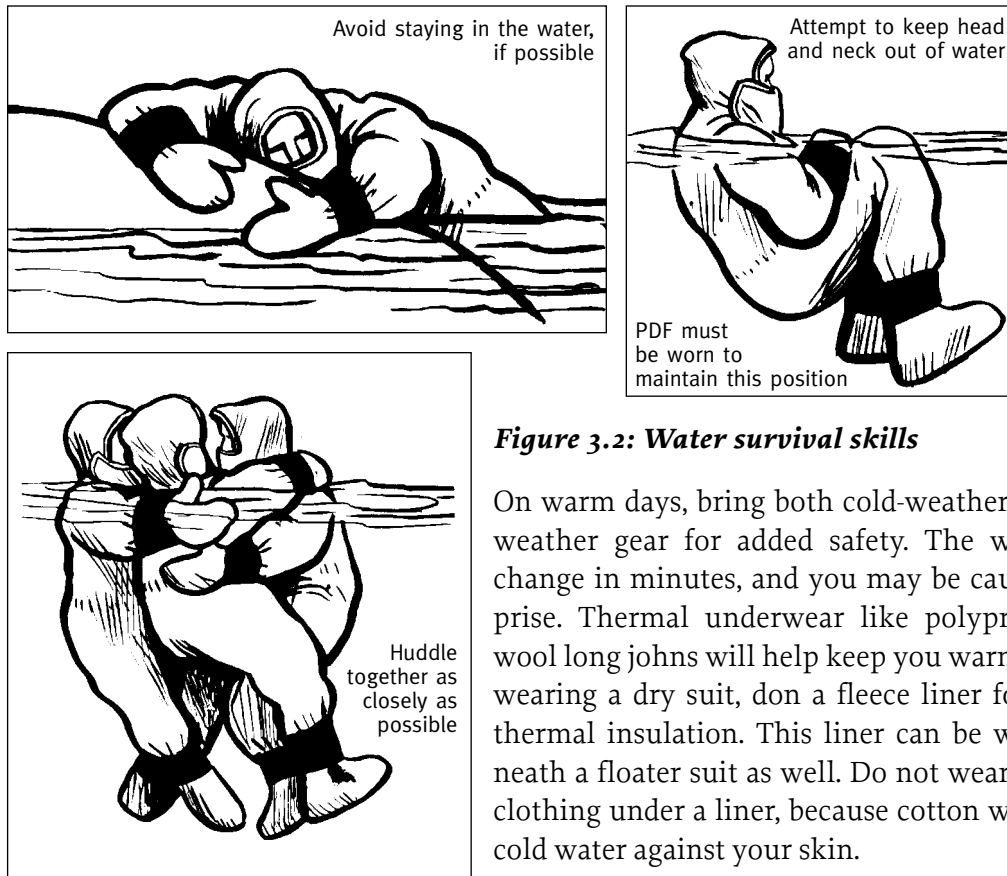 Avoid staying in the water,
if possible
Attempt to keep head
and neck out of water
PDF must
be worn to
maintain this position
Huddle
together as
closely as
possible
Figure 3.2: Water survival skills
On warm days, bring both cold-weather
weather gear for added safety. The w
change in minutes, and you may be cau
prise. Thermal underwear like polypr
wool long johns will help keep you warm
wearing a dry suit, don a fleece liner fo
thermal insulation. This liner can be w
neath a floater suit as well. Do not wear
clothing under a liner, because cotton w
cold water against your skin.